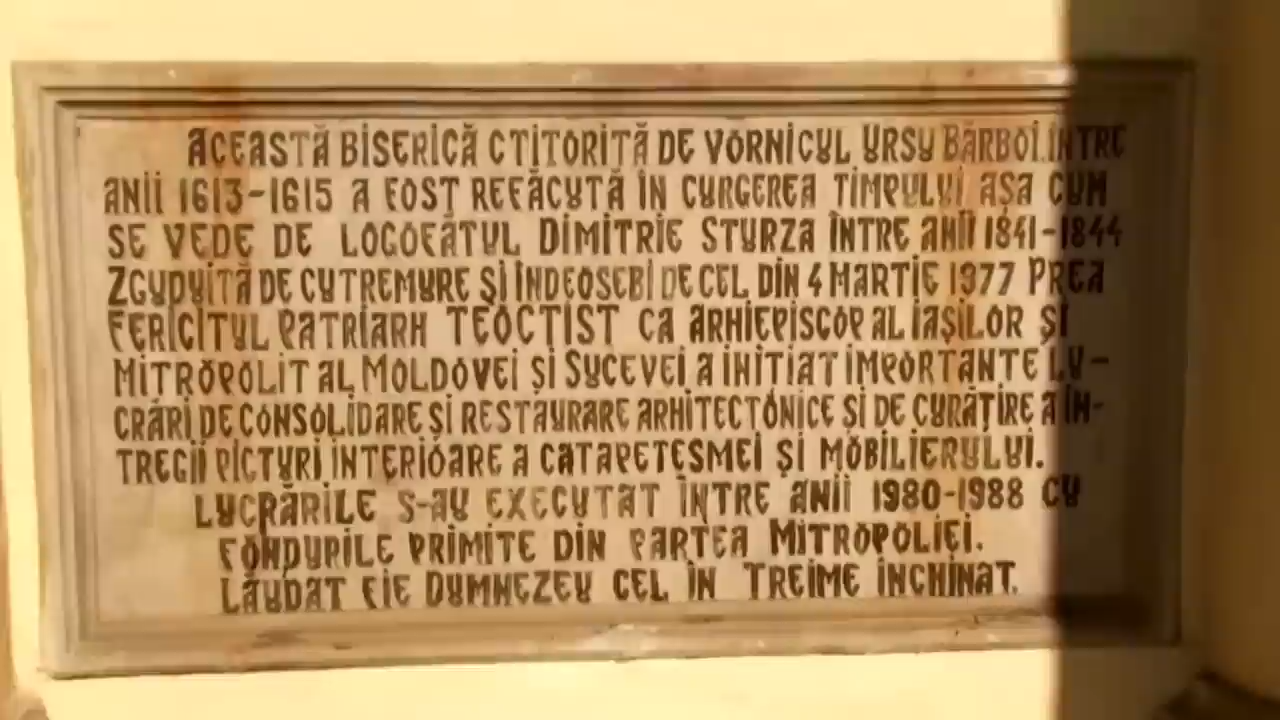 ACEASTĂ BISERICĂ CTITORITĂ DE VORNICUL URSU BĂRBOI ÎNTRE
ANII 1613-1615 A FOST REFĂCUTĂ ÎN CURGEREA TIMPULUI AȘA CUM
SE VEDE DE LOGOFĂTUL DIMITRIE STURZA ÎNTRE ANII 1841-1844
ZGUDUITĂ DE CUTREMURE ȘI ÎNDEOSEBI DE CEL DIN 4 MARTIE 1977 PREA
FERICITUL PATRIARH TEOCTIST CA ARHIEPISCOP AL IAȘILOR ȘI
MITROPOLIT AL MOLDOVEI ȘI SUCEVEI A INITIAT IMPORTANTE LU-
CRĂRI DE CONSOLIDARE ȘI RESTAURARE ARHITECTONICE ȘI DE CURĂȚIRE A ÎN-
TREGII PICTURI INTERIOARE A CATAPETESMEI ȘI MOBILIERULUI.
LUCRĂRILE S-AU EXECUTAT ÎNTRE ANII 1980-1988 CU
FONDURILE PRIMITE DIN PARTEA MITROPOLIEI.
LĂUDAT FIE DUMNEZEU CEL ÎN TREIME ÎNCHINAT.